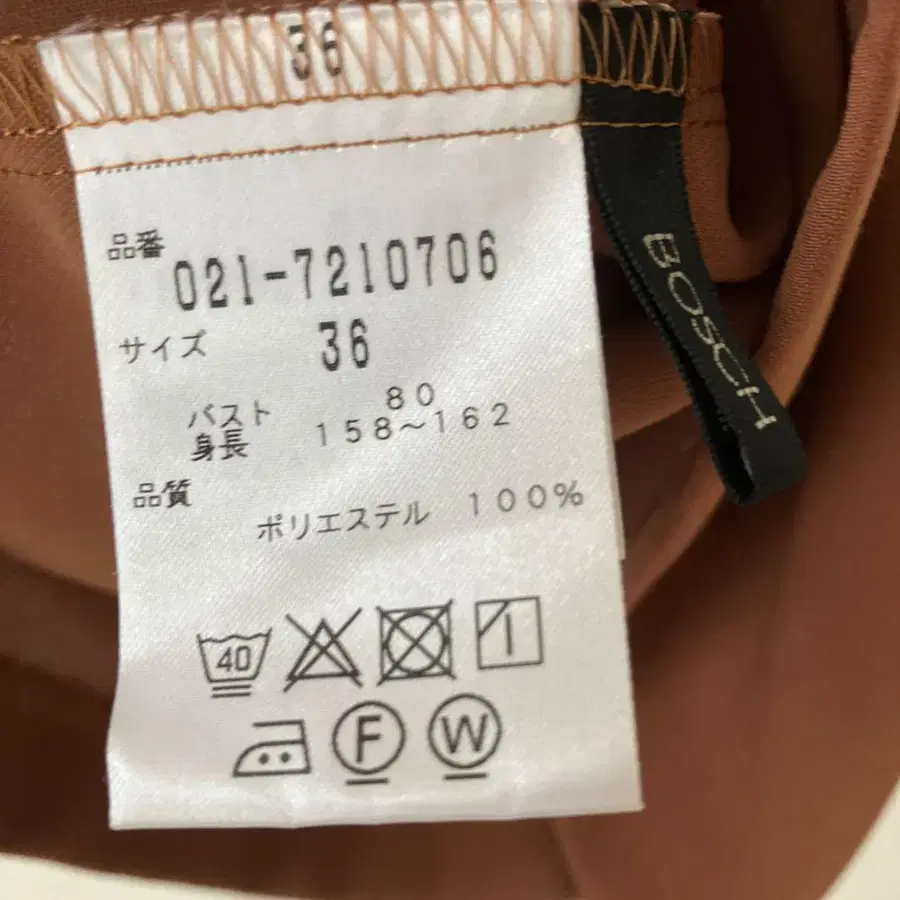 36
BOSCH
品番
021-7210706
サイズ 36
バスト 80
身長 158～162
品質
ポリエステル 100%
40
F W